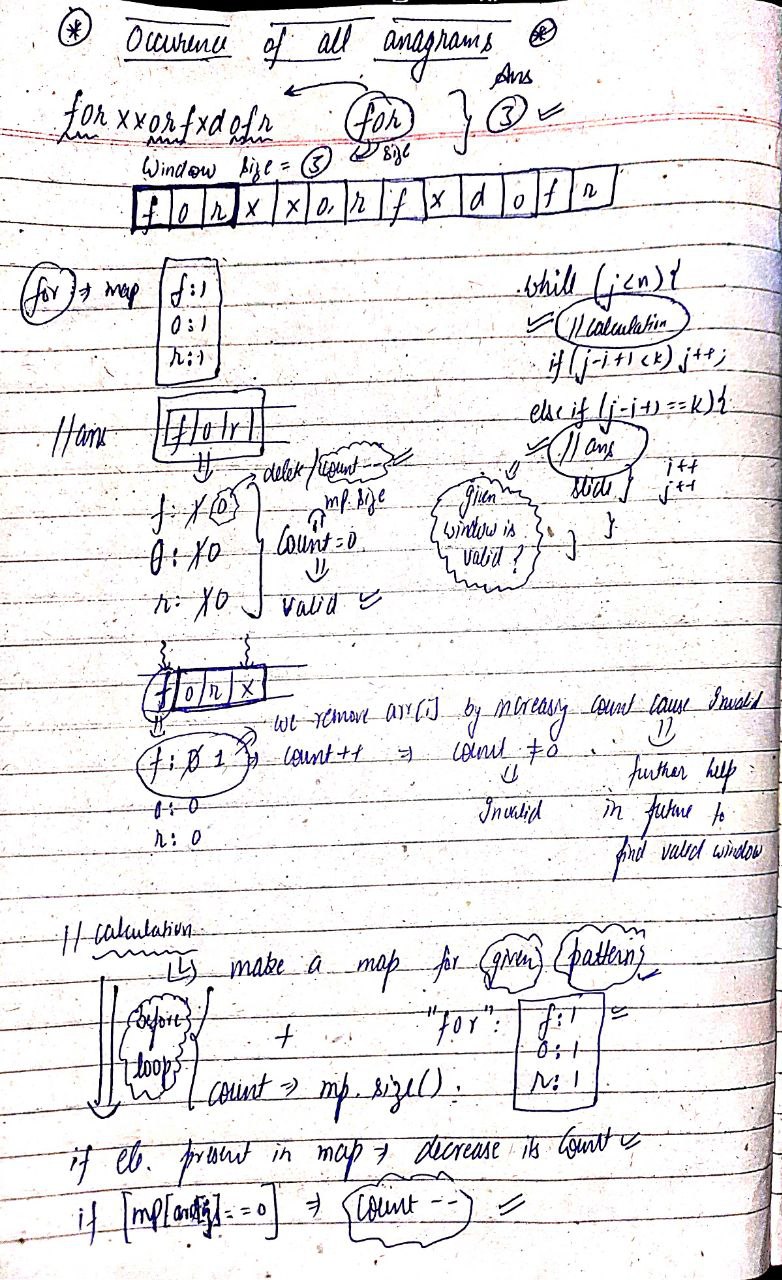 * Occurence of all anagrams *
Ans
forxxorfxdofr for } 3
size
Window size = 3
f o r x x o r f x d o f r
for ⇒ map
f:1
o:1
r:1
while (j<n){
//calculation
if (j-i+1<k) j++;
else if (j-i+1 ==k){
//ans
slide } i++
j++
}
given
window is
valid ?
//ans f o r
delete/count--
f: 1 0
mp.size
o: 1 0 Count=0
r: 1 0 valid
f o r x
we remove arr[i] by increasing count cause Invalid
f: 0 1 ⇒ count++ ⇒ count ≠0
o: 0
r: 0
Invalid
further help
in future to
find valid window
// calculation
↳ make a map for given pattern
before
loop
+ "for":
f:1
o:1
r:1
count ⇒ mp.size().
if ele. present in map → decrease its count
if [mp[arr[j]==0] ⇒ count --